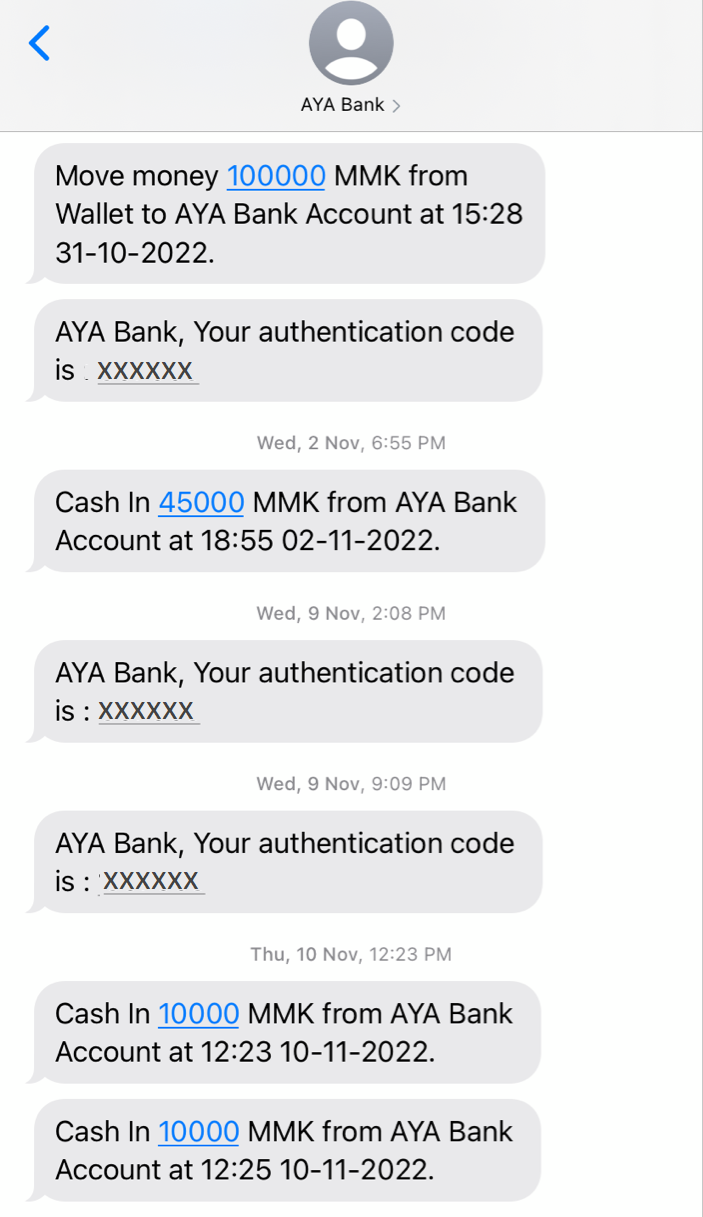 AYA Bank
Move money 100000 MMK from
Wallet to AYA Bank Account at 15:28
31-10-2022.
AYA Bank, Your authentication code
is : XXXXXX
Wed, 2 Nov, 6:55 PM
Cash In 45000 MMK from AYA Bank
Account at 18:55 02-11-2022.
Wed, 9 Nov, 2:08 PM
AYA Bank, Your authentication code
is : XXXXXX
Wed, 9 Nov, 9:09 PM
AYA Bank, Your authentication code
is : XXXXXX
Thu, 10 Nov, 12:23 PM
Cash In 10000 MMK from AYA Bank
Account at 12:23 10-11-2022.
Cash In 10000 MMK from AYA Bank
Account at 12:25 10-11-2022.